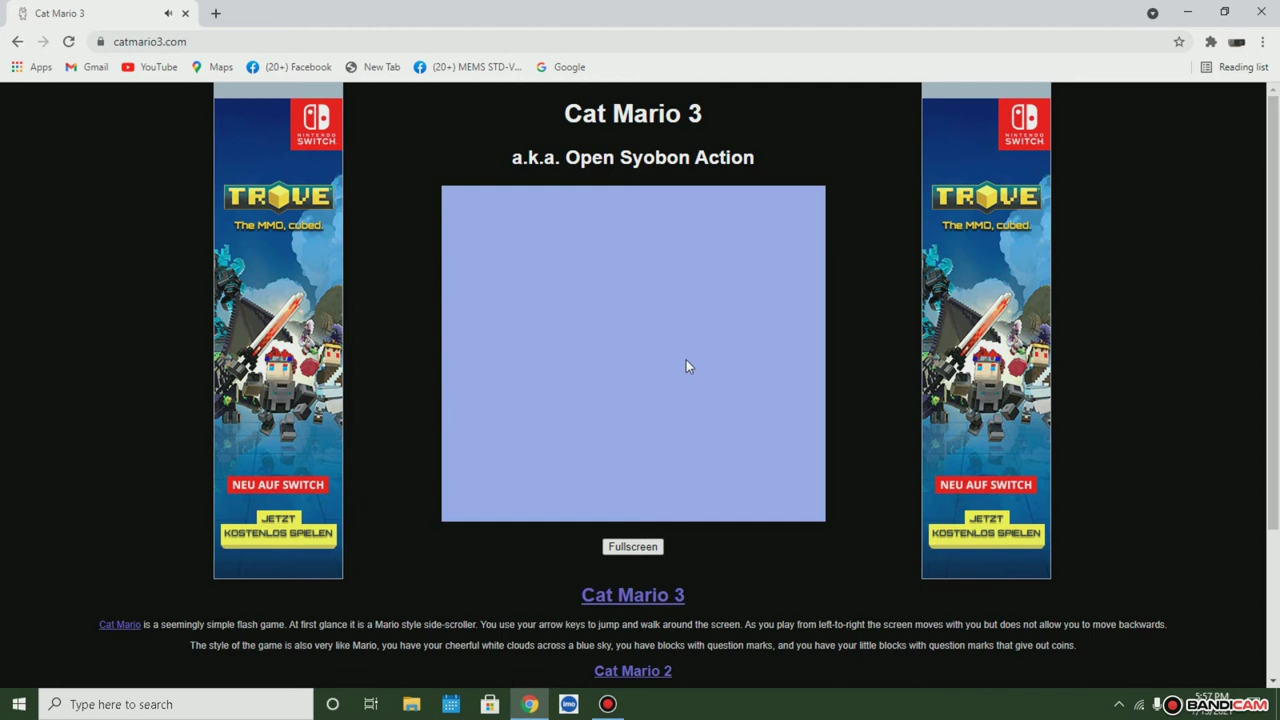 Cat Mario 3
catmario3.com
Apps
Gmail
YouTube
Maps
(20+) Facebook
New Tab
(20+) MEMS STD-V...
Google
Reading list
Cat Mario 3
a.k.a. Open Syobon Action
NINTENDO
SWITCH
TROVE
The MMO, cubed.
NEU AUF SWITCH
JETZT
KOSTENLOS SPIELEN
NINTENDO
SWITCH
TROVE
The MMO, cubed.
NEU AUF SWITCH
JETZT
KOSTENLOS SPIELEN
Fullscreen
Cat Mario 3
Cat Mario is a seemingly simple flash game. At first glance it is a Mario style side-scroller. You use your arrow keys to jump and walk around the screen. As you play from left-to-right the screen moves with you but does not allow you to move backwards.
The style of the game is also very like Mario, you have your cheerful white clouds across a blue sky, you have blocks with question marks, and you have your little blocks with question marks that give out coins.
Cat Mario 2
Type here to search
imo
5:57 PM
BANDICAM